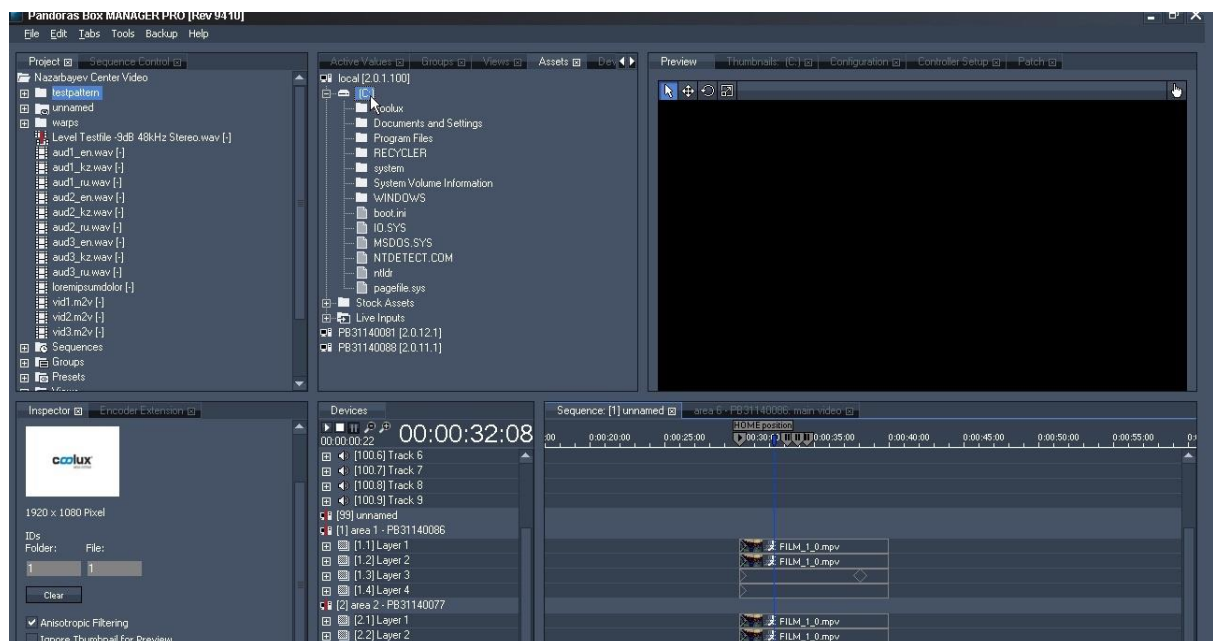 Pandoras Box MANAGER PRO [Rev 9410]
File Edit Tabs Tools Backup Help
Project Sequence Control
Nazarbayev Center Video
testpattern
unnamed
warps
Level Testfile -9dB 48kHz Stereo.wav [-]
aud1_en.wav [-]
aud1_kz.wav [-]
aud1_ru.wav [-]
aud2_en.wav [-]
aud2_kz.wav [-]
aud2_ru.wav [-]
aud3_en.wav [-]
aud3_kz.wav [-]
aud3_ru.wav [-]
loremipsumdolor [-]
vid1.m2v [-]
vid2.m2v [-]
vid3.m2v [-]
Sequences
Groups
Presets
Views
Active Values Groups Views Assets Dev
local [2.0.1.100]
(C:)
coolux
Documents and Settings
Program Files
RECYCLER
system
System Volume Information
WINDOWS
boot.ini
IO.SYS
MSDOS.SYS
NTDETECT.COM
ntldr
pagefile.sys
Stock Assets
Live Inputs
PB31140081 [2.0.12.1]
PB31140088 [2.0.11.1]
Preview Thumbnails: (C:) Configuration Controller Setup Patch
Inspector Encoder Extension
coolux
1920 x 1080 Pixel
IDs
Folder: File:
1 1
Clear
Anisotropic Filtering
Ignore Thumbnail for Preview
Devices
00:00:00:22 00:00:32:08
[100.6] Track 6
[100.7] Track 7
[100.8] Track 8
[100.9] Track 9
[99] unnamed
[1] area 1 - PB31140086
[1.1] Layer 1
[1.2] Layer 2
[1.3] Layer 3
[1.4] Layer 4
[2] area 2 - PB31140077
[2.1] Layer 1
[2.2] Layer 2
Sequence: [1] unnamed area 6 - PB31140086: main video
HOME position
:00 0:00:20:00 0:00:25:00 0:00:35:00 0:00:40:00 0:00:45:00 0:00:50:00 0:00:55:00
FILM_1_0.mpv
FILM_1_0.mpv
FILM_1_0.mpv
FILM_1_0.mpv